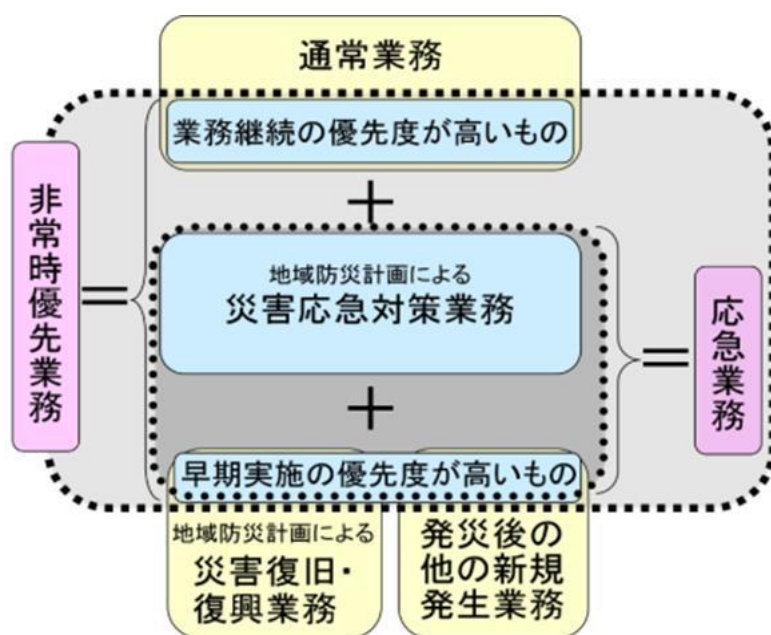 通常業務
業務継続の優先度が高いもの
＋
非常時優先業務
＝
地域防災計画による
災害応急対策業務
＝
応急業務
＋
早期実施の優先度が高いもの
地域防災計画による
災害復旧・
復興業務
発災後の
他の新規
発生業務